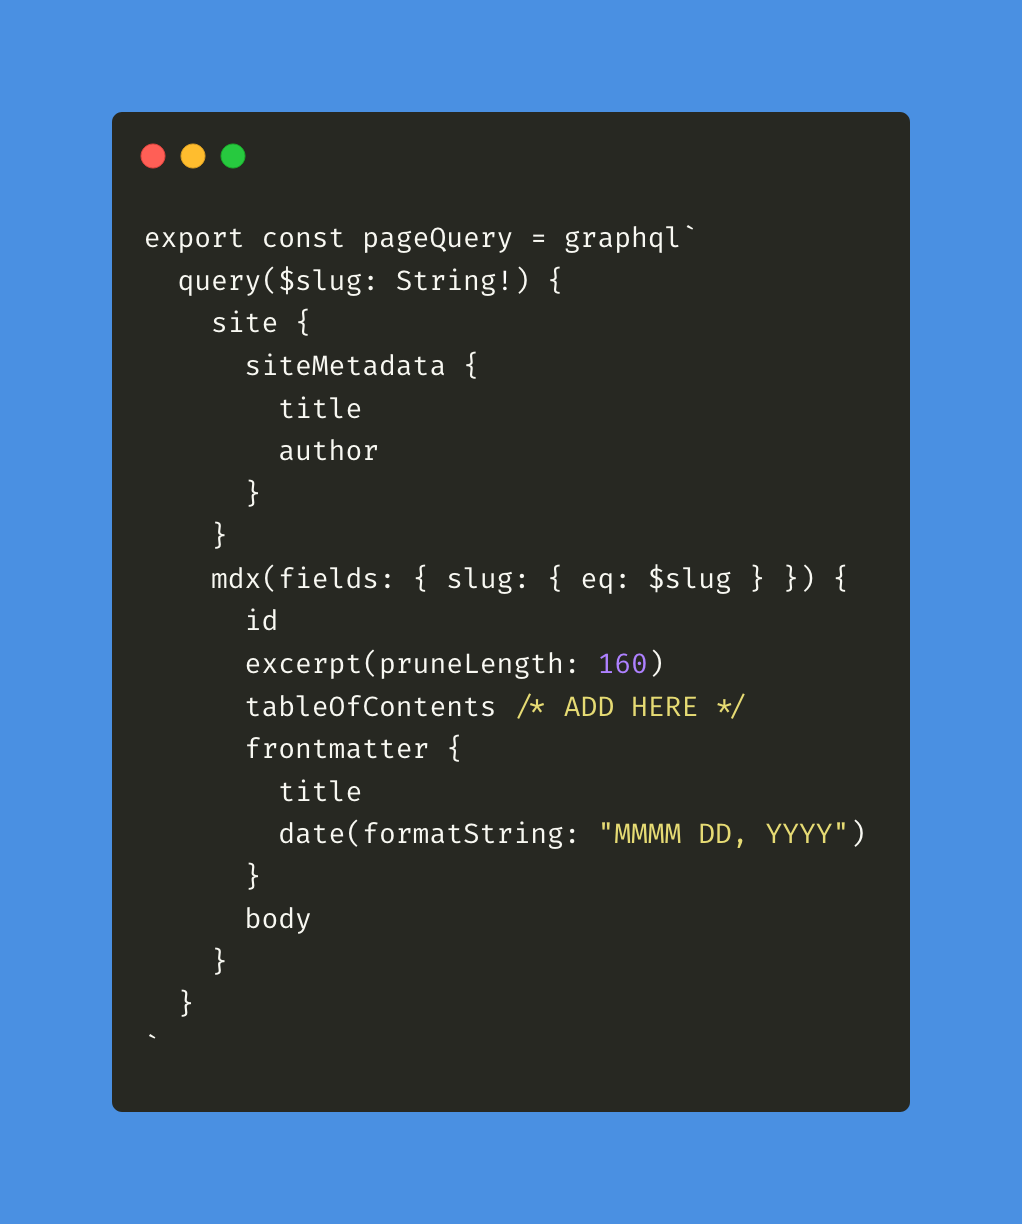 export const pageQuery = graphql`
  query($slug: String!) {
    site {
      siteMetadata {
        title
        author
      }
    }
    mdx(fields: { slug: { eq: $slug } }) {
      id
      excerpt(pruneLength: 160)
      tableOfContents /* ADD HERE */
      frontmatter {
        title
        date(formatString: "MMMM DD, YYYY")
      }
      body
    }
  }
`